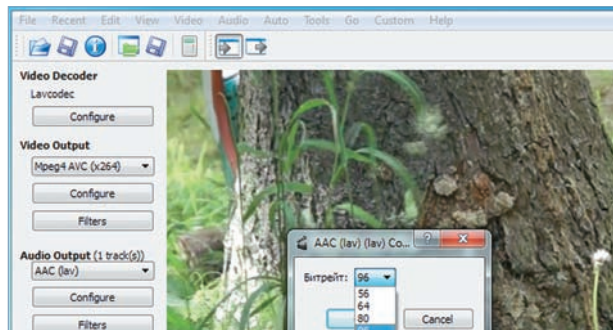 File Recent Edit View Video Audio Auto Tools Go Custom Help
Video Decoder
Lavcodec
Configure
Video Output
Mpeg4 AVC (x264)
Configure
Filters
Audio Output (1 track(s))
AAC (lav)
Configure
Filters
AAC (lav) (lav) Co...
Битрейт: 96
56
64
80
Cancel